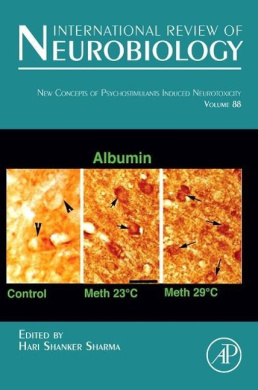 INTERNATIONAL REVIEW OF
NEUROBIOLOGY
NEW CONCEPTS OF PSYCHOSTIMULANTS INDUCED NEUROTOXICITY
VOLUME 88
Albumin
Control
Meth 23°C
Meth 29°C
EDITED BY
HARI SHANKER SHARMA
AP